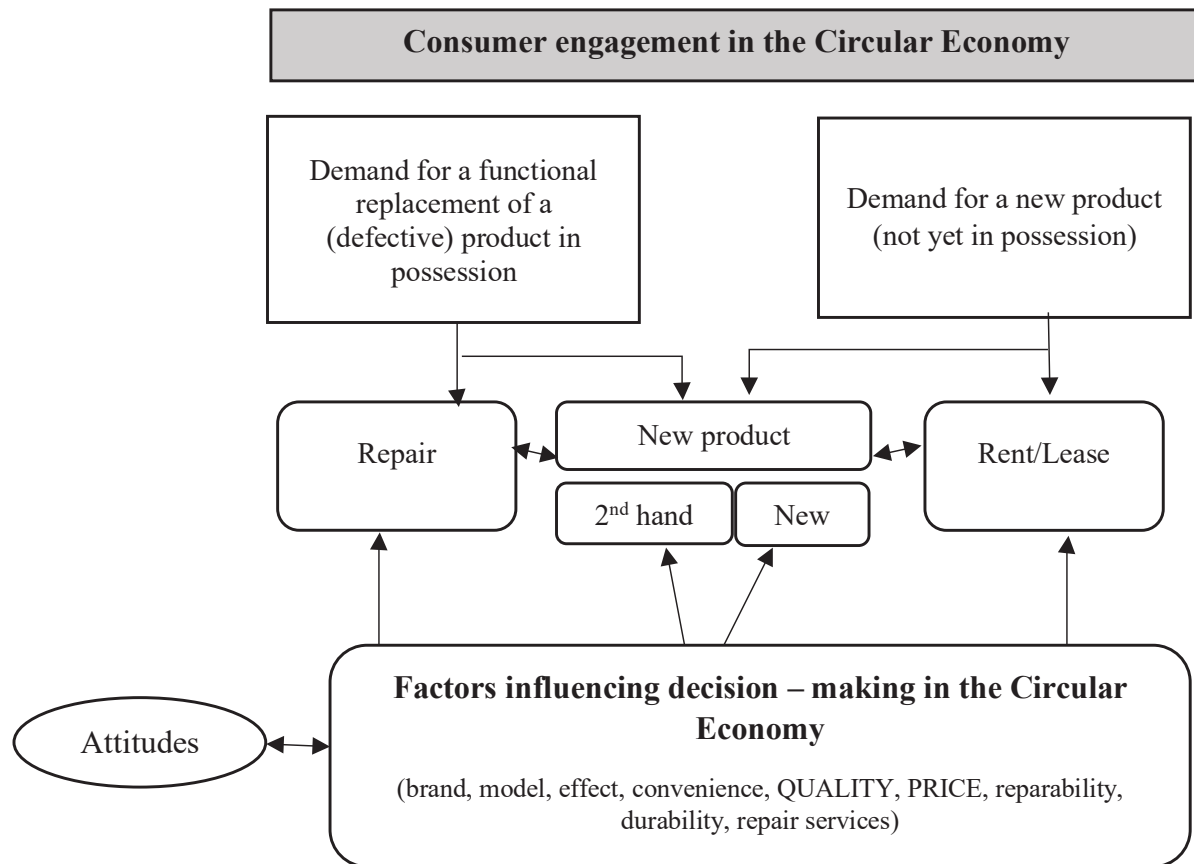 Consumer engagement in the Circular Economy
Demand for a functional
replacement of a
(defective) product in
possession
Demand for a new product
(not yet in possession)
Repair
New product
Rent/Lease
2nd hand
New
Factors influencing decision – making in the Circular
Economy
Attitudes
(brand, model, effect, convenience, QUALITY, PRICE, reparability,
durability, repair services)